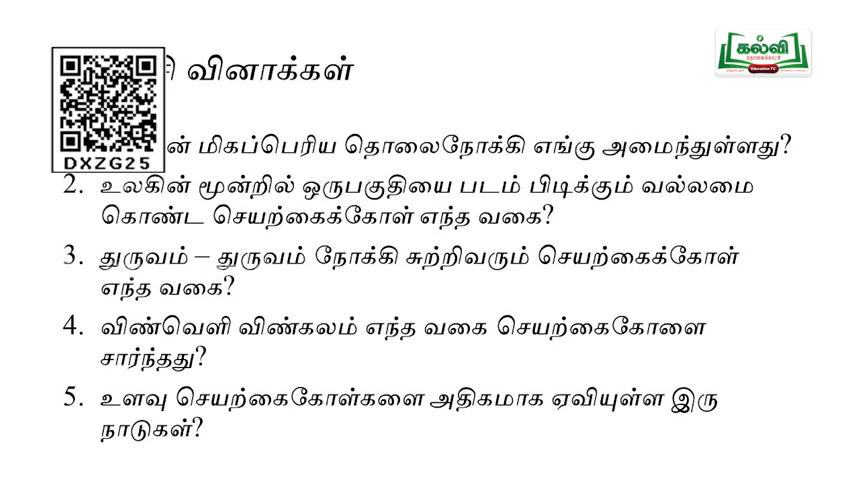 கல்வி
தொலைக்காட்சி
Education TV
வினாக்கள்
DXZG25
மிகப்பெரிய தொலைநோக்கி எங்கு அமைந்துள்ளது?
2. உலகின் மூன்றில் ஒருபகுதியை படம் பிடிக்கும் வல்லமை
கொண்ட செயற்கைக்கோள் எந்த வகை?
3. துருவம் – துருவம் நோக்கி சுற்றிவரும் செயற்கைக்கோள்
எந்த வகை?
4. விண்வெளி விண்கலம் எந்த வகை செயற்கைகோளை
சார்ந்தது?
5. உளவு செயற்கைகோள்களை அதிகமாக ஏவியுள்ள இரு
நாடுகள்?